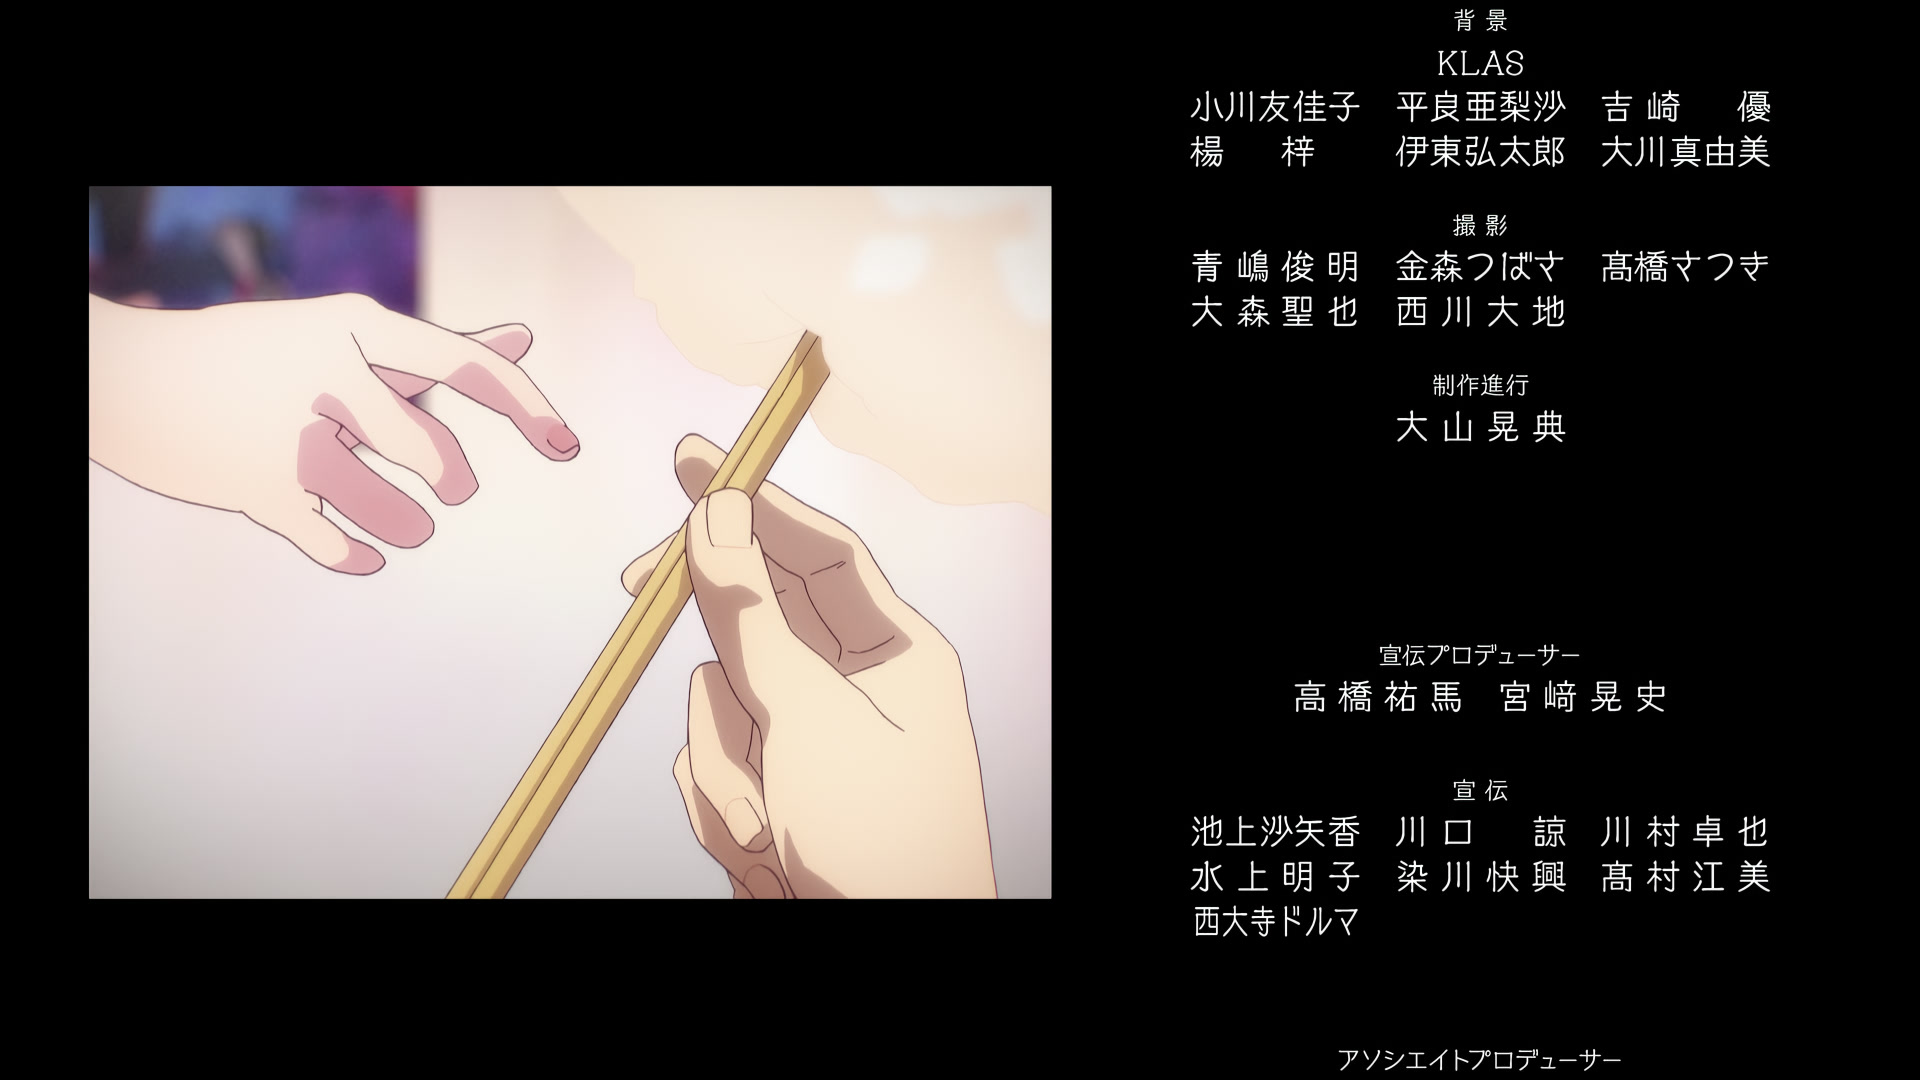 背景
KLAS
小川友佳子　平良亜梨沙　吉崎　優
楊　梓　伊東弘太郎　大川真由美
撮影
青嶋俊明　金森つばさ　髙橋さつき
大森聖也　西川大地
制作進行
大山晃典
宣伝プロデューサー
高橋祐馬　宮﨑晃史
宣伝
池上沙矢香　川口　諒　川村卓也
水上明子　染川快興　髙村江美
西大寺ドルマ
アソシエイトプロデューサー